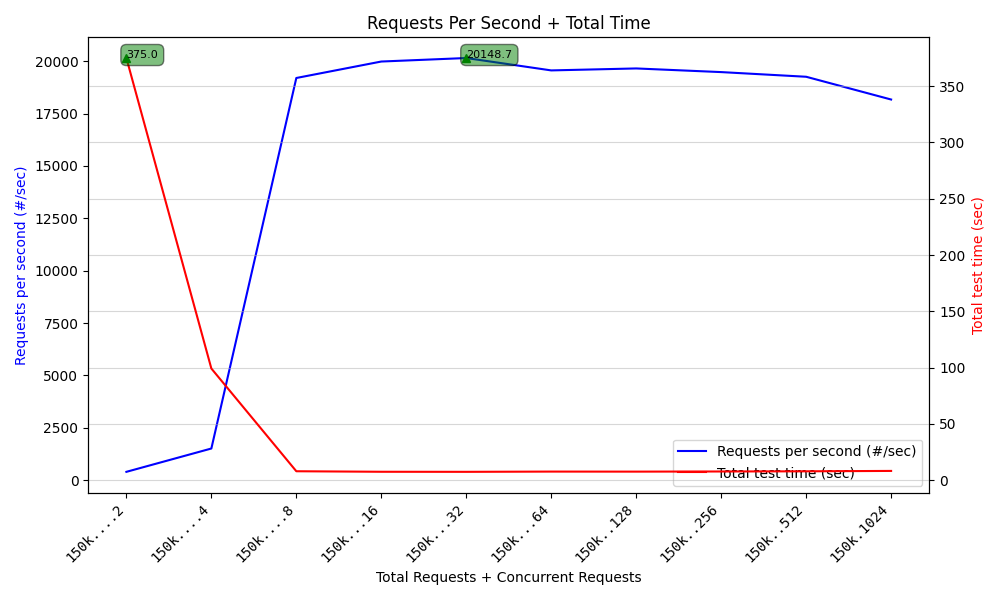 Requests Per Second + Total Time
375.0
20148.7
20000
17500
15000
12500
10000
7500
5000
2500
0
Requests per second (#/sec)
350
300
250
200
150
100
50
0
Total test time (sec)
Requests per second (#/sec)
Total test time (sec)
150k....2
150k....4
150k....8
150k...16
150k...32
150k...64
150k..128
150k..256
150k..512
150k.1024
Total Requests + Concurrent Requests